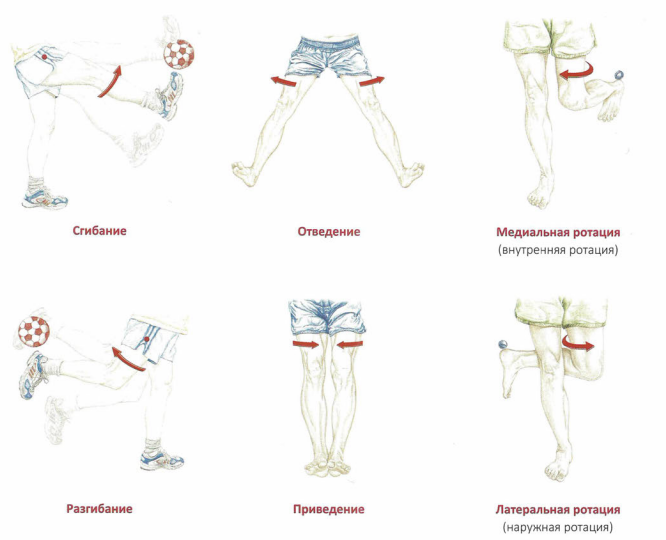 Сгибание
Отведение
Медиальная ротация
(внутренняя ротация)
Разгибание
Приведение
Латеральная ротация
(наружная ротация)